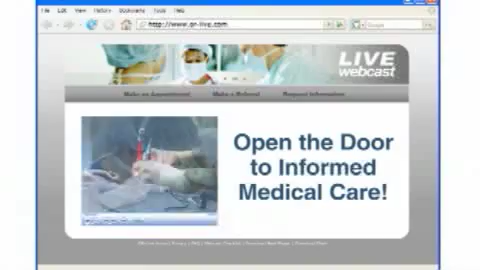 File Edit View History Bookmarks Tools Help
http://www.or-live.com
Webcast
LIVE
webcast
Make an Appointment Make a Referral Request Information
Open the Door
to Informed
Medical Care!